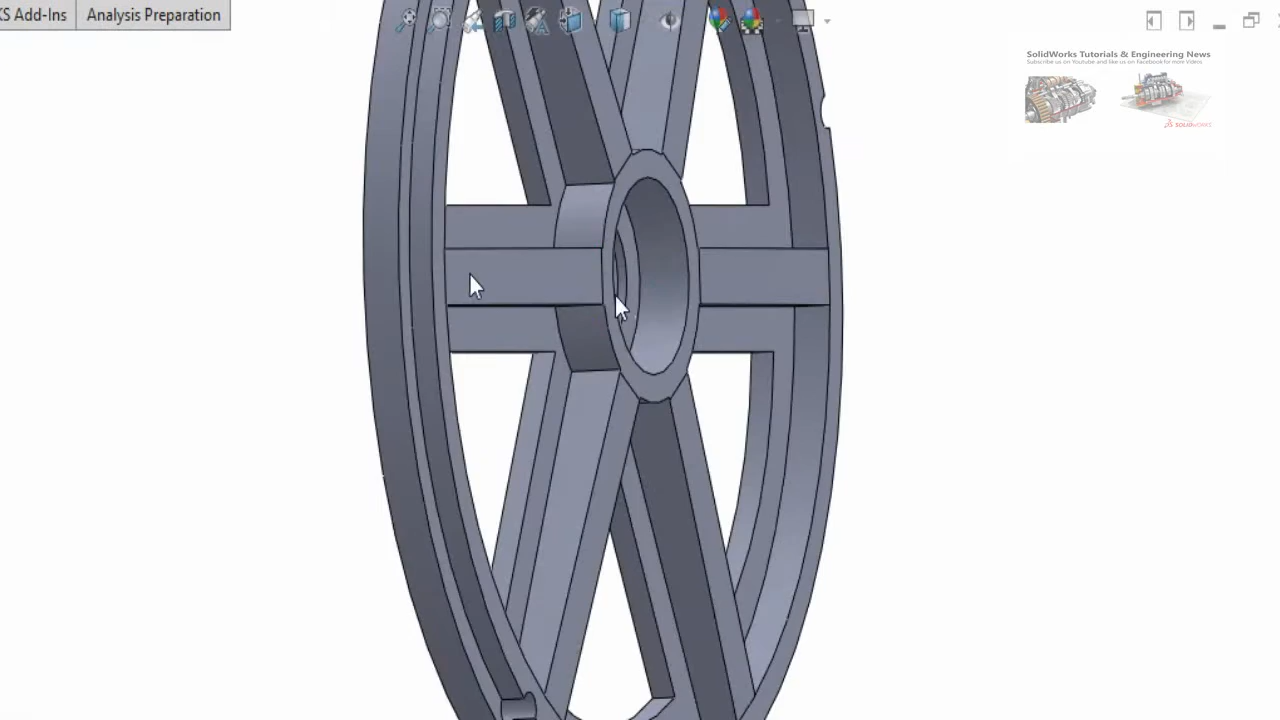 KS Add-Ins
Analysis Preparation
SolidWorks Tutorials & Engineering News
Subscribe us on Youtube and like us on Facebook for more Videos
SOLIDWORKS